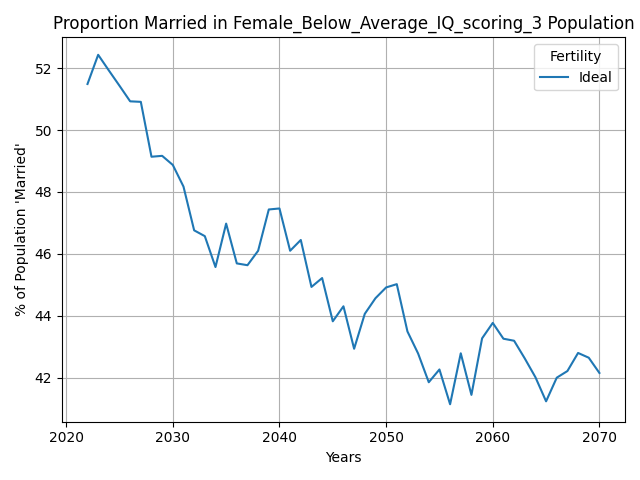 Proportion Married in Female_Below_Average_IQ_scoring_3 Population
Fertility
Ideal
% of Population 'Married'
52
50
48
46
44
42
2020
2030
2040
2050
2060
2070
Years